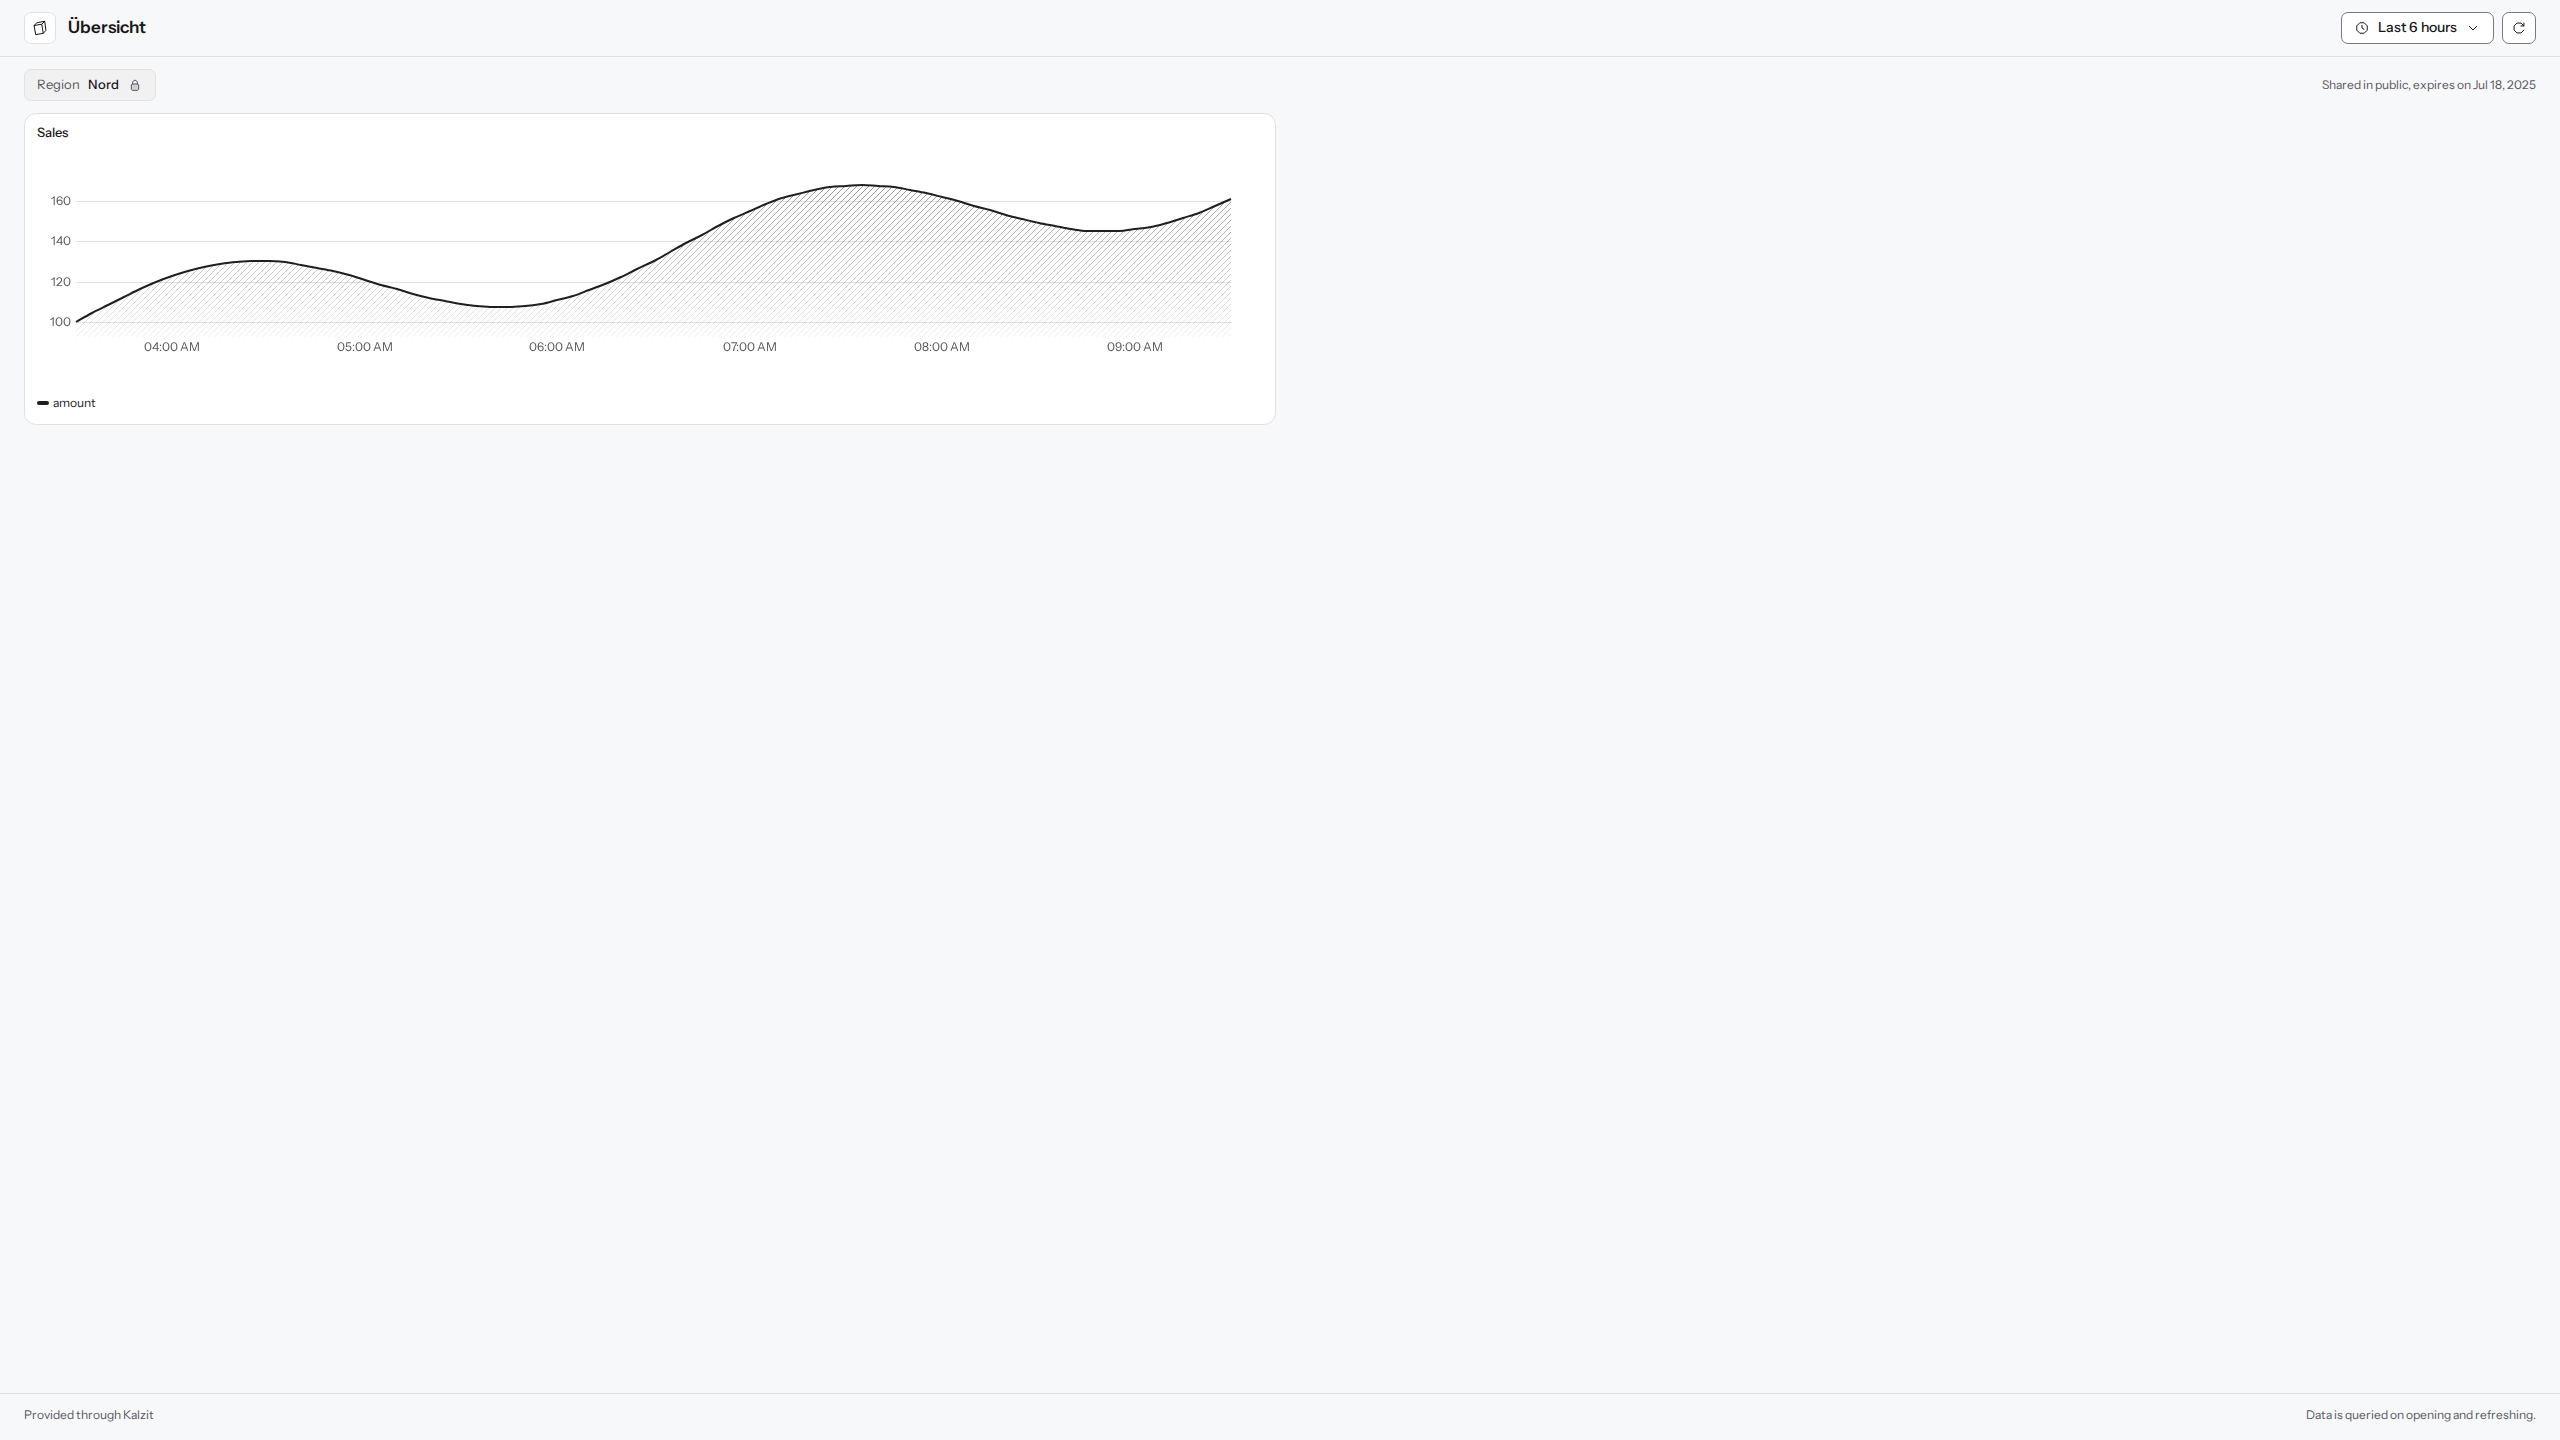 Übersicht
Last 6 hours
Region Nord
Shared in public, expires on Jul 18, 2025
Sales
160
140
120
100
04:00 AM 05:00 AM 06:00 AM 07:00 AM 08:00 AM 09:00 AM
amount
Provided through Kalzit
Data is queried on opening and refreshing.